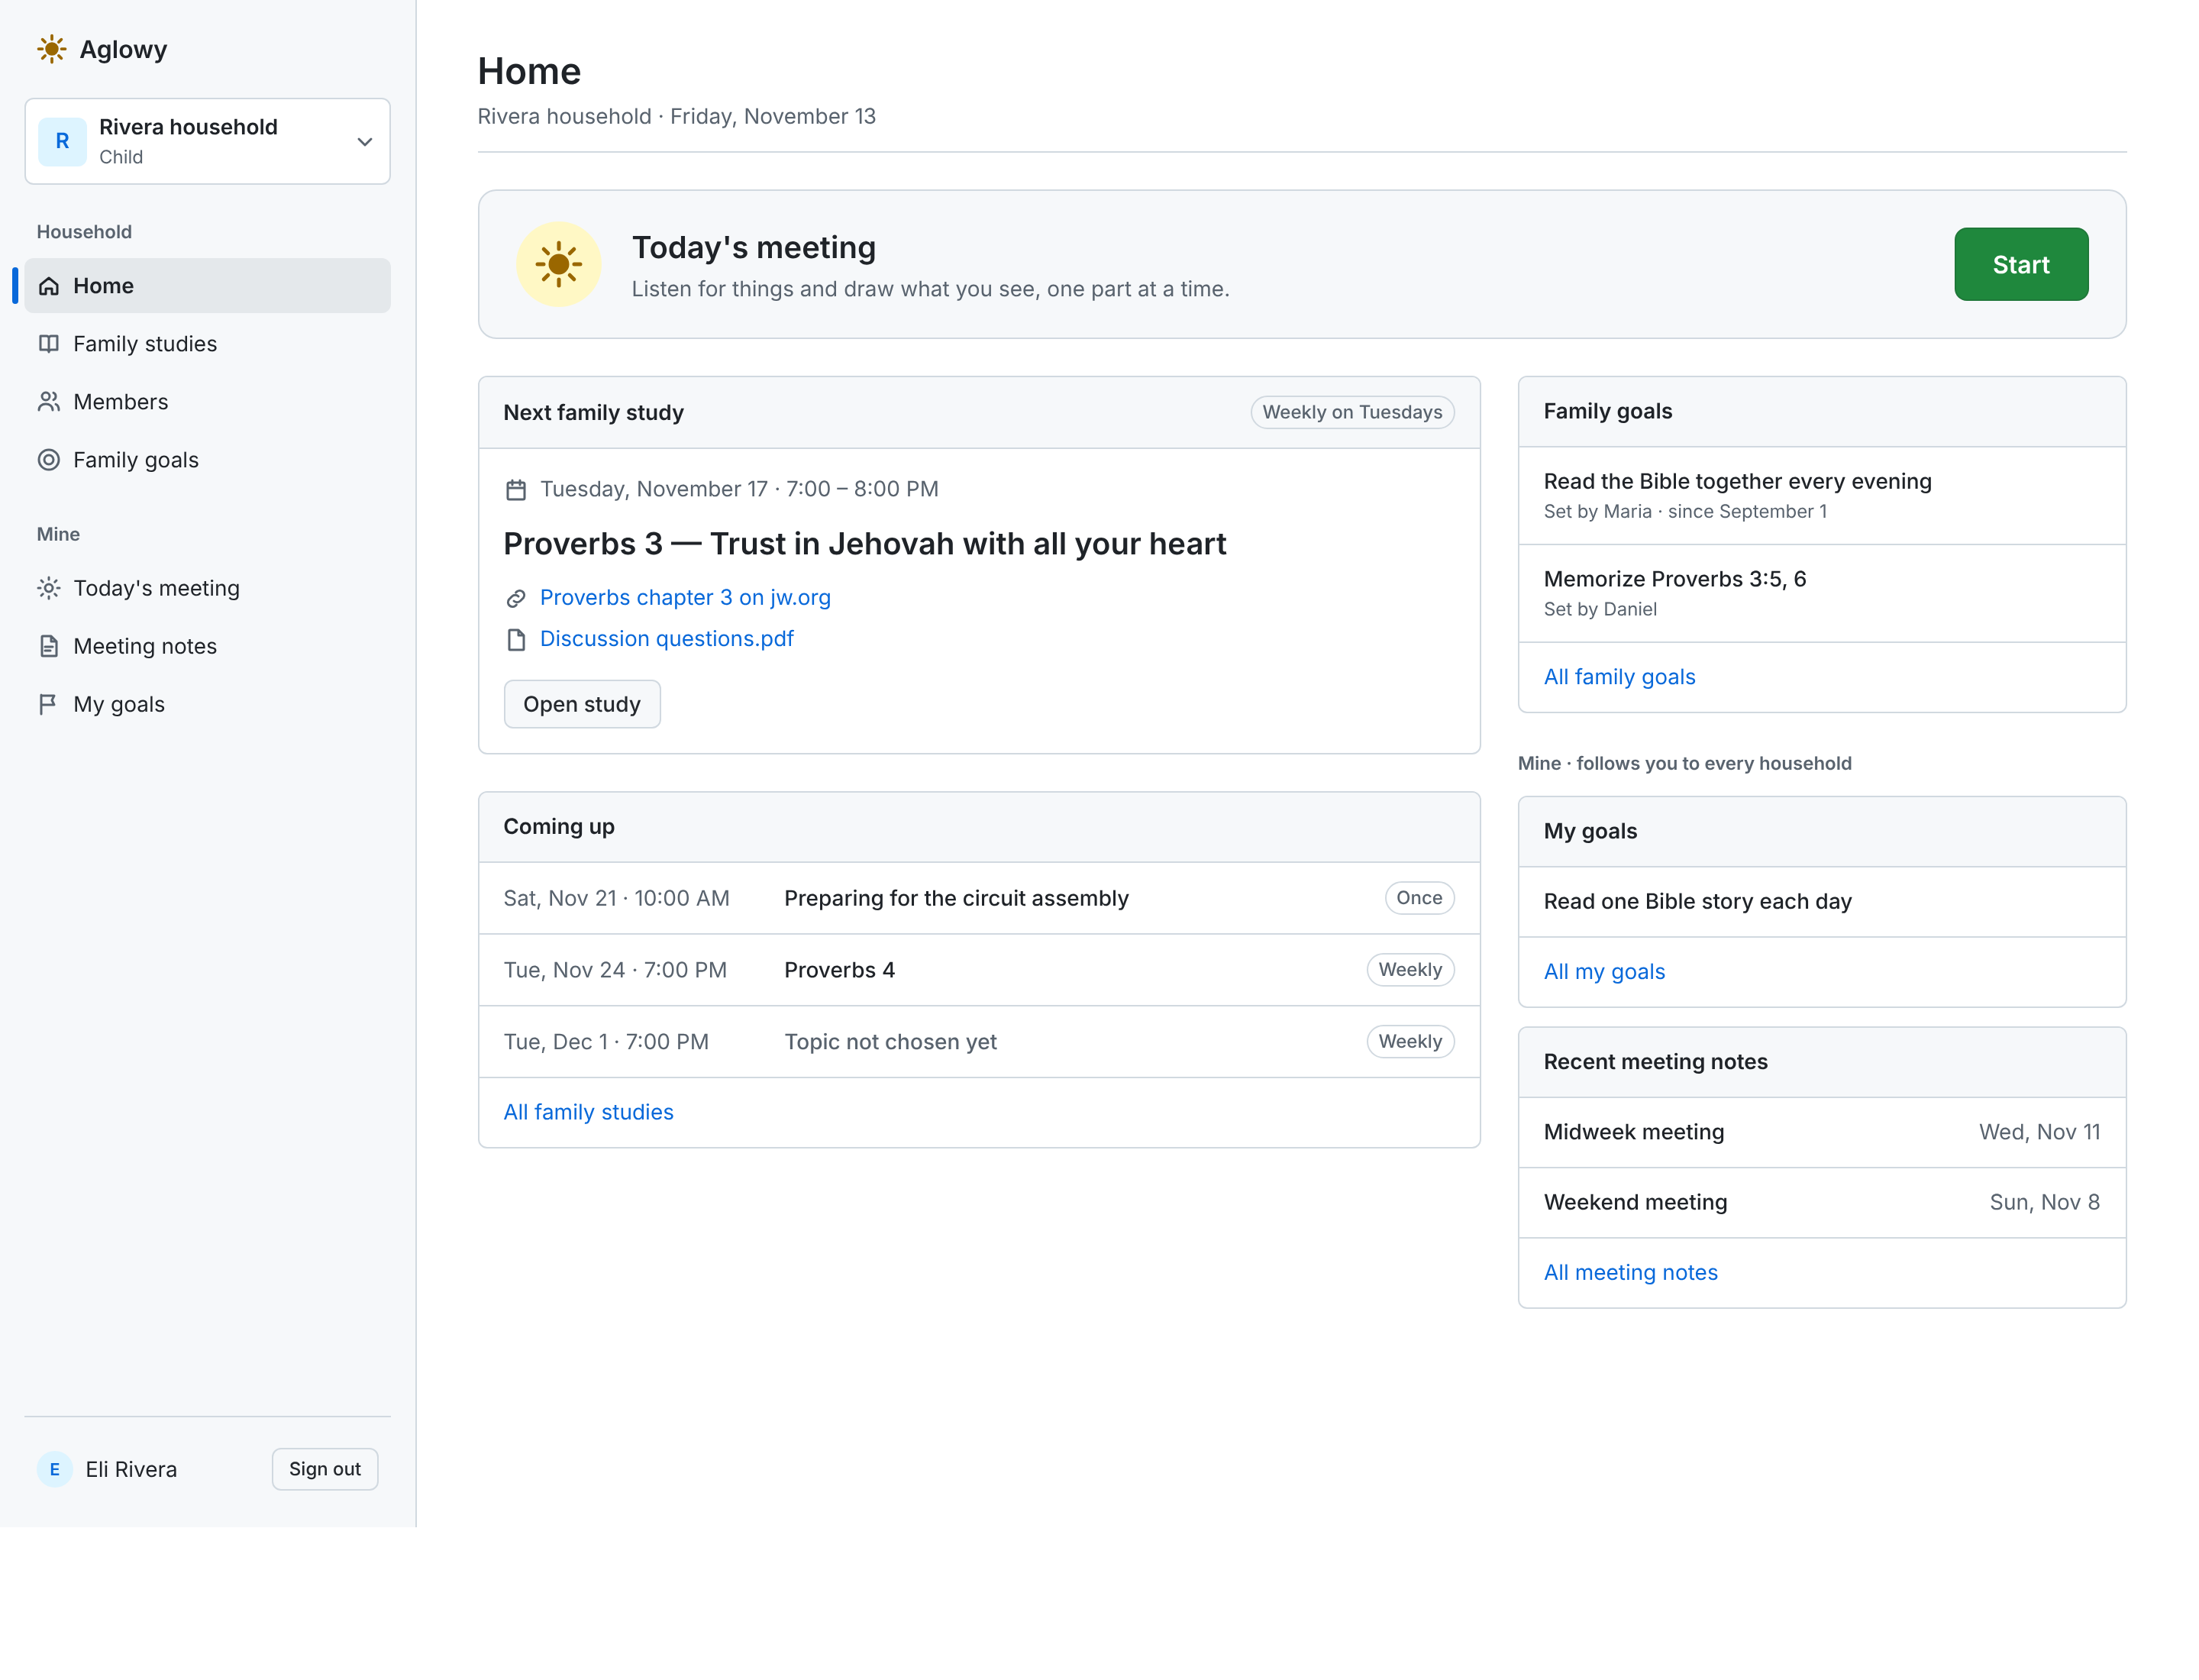 Aglowy
R
Rivera household
Child
Household
Home
Family studies
Members
Family goals
Mine
Today's meeting
Meeting notes
My goals
E
Eli Rivera
Sign out
Home
Rivera household · Friday, November 13
Today's meeting
Listen for things and draw what you see, one part at a time.
Start
Next family study
Weekly on Tuesdays
Tuesday, November 17 · 7:00 – 8:00 PM
Proverbs 3 — Trust in Jehovah with all your heart
Proverbs chapter 3 on jw.org
Discussion questions.pdf
Open study
Coming up
Sat, Nov 21 · 10:00 AM Preparing for the circuit assembly Once
Tue, Nov 24 · 7:00 PM Proverbs 4 Weekly
Tue, Dec 1 · 7:00 PM Topic not chosen yet Weekly
All family studies
Family goals
Read the Bible together every evening
Set by Maria · since September 1
Memorize Proverbs 3:5, 6
Set by Daniel
All family goals
Mine · follows you to every household
My goals
Read one Bible story each day
All my goals
Recent meeting notes
Midweek meeting Wed, Nov 11
Weekend meeting Sun, Nov 8
All meeting notes